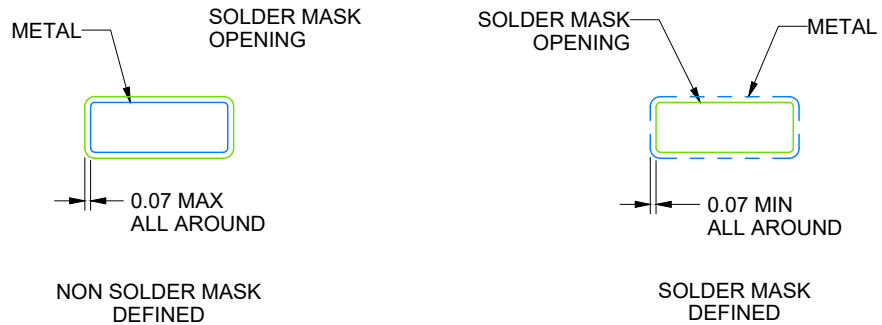 METAL
SOLDER MASK
OPENING
0.07 MAX
ALL AROUND
NON SOLDER MASK
DEFINED
SOLDER MASK
OPENING
METAL
0.07 MIN
ALL AROUND
SOLDER MASK
DEFINED